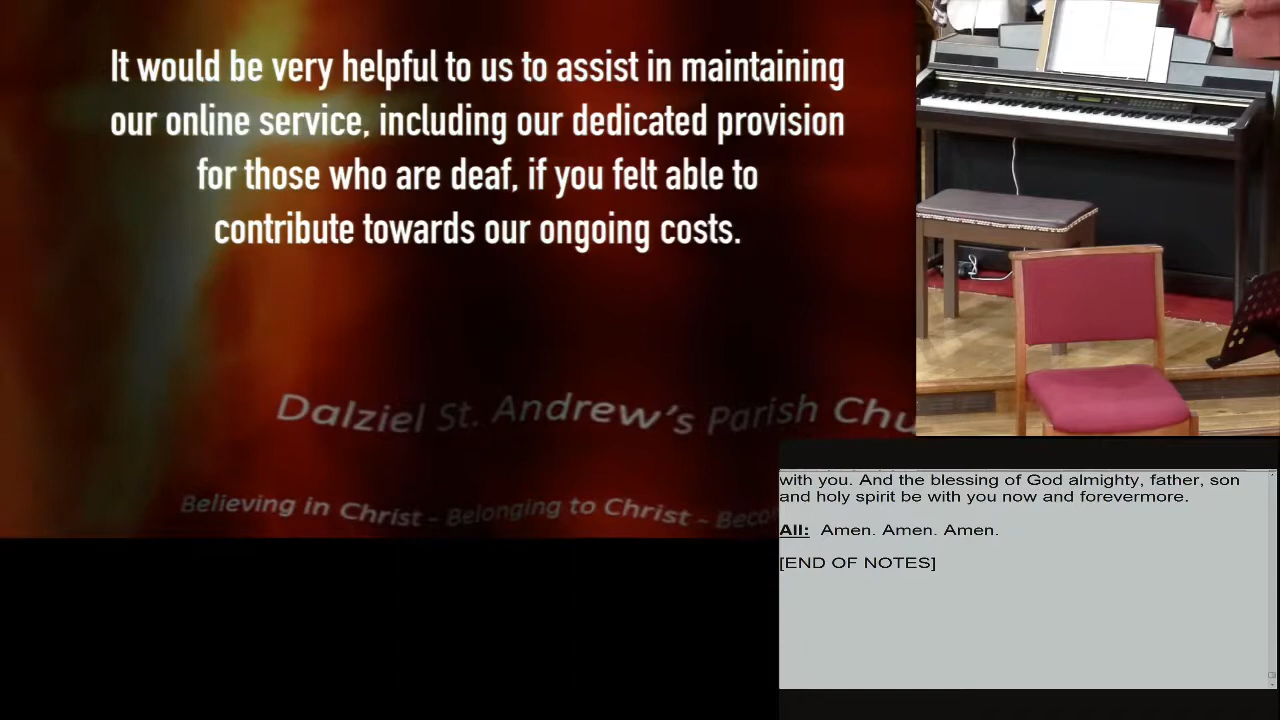 It would be very helpful to us to assist in maintaining
our online service, including our dedicated provision
for those who are deaf, if you felt able to
contribute towards our ongoing costs.
Dalziel St. Andrew's Parish Chu
Believing in Christ - Belonging to Christ - Beco
with you. And the blessing of God almighty, father, son
and holy spirit be with you now and forevermore.
All: Amen. Amen. Amen.
[END OF NOTES]